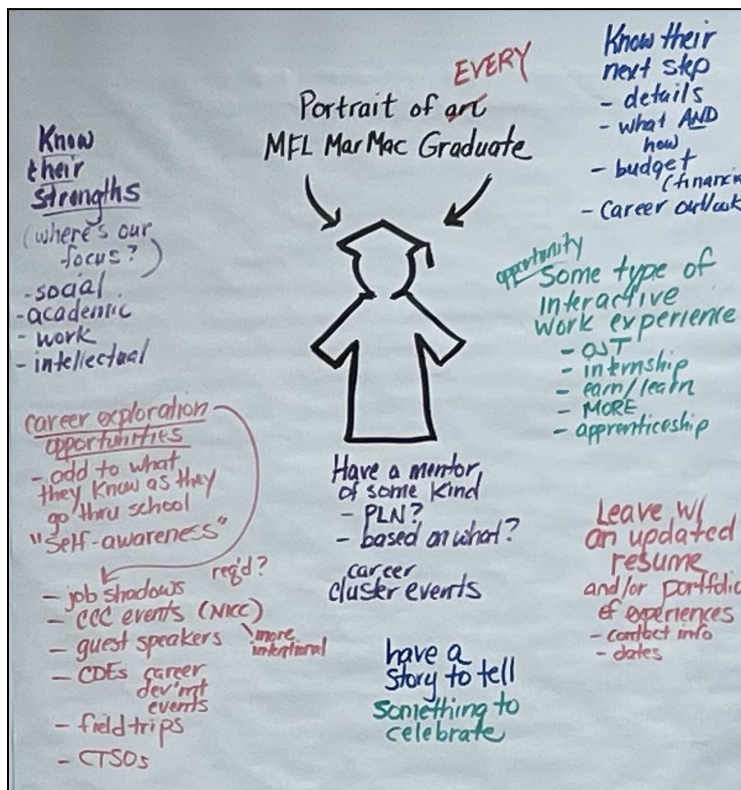 EVERY
Portrait of an
MFL MarMac Graduate
Know
their
strengths
(where's our
focus?)
- social
- academic
- work
- intellectual
career exploration
opportunities
- add to what
they know as they
go thru school
"self-awareness"
- job shadows req'd?
- CCC events (NICC)
- guest speakers more
intentional
- CDEs career
dev'mt
events
- field trips
- CTSOs
Have a mentor
of some kind
- PLN?
- based on what?
career
cluster events
have a
story to tell
something to
celebrate
Know their
next step
- details
- what AND
how
- budget
- career outlook
opportunity
Some type of
interactive
work experience
- OJT
- internship
- earn/learn
- MORE
- apprenticeship
Leave w/
an updated
resume
and/or portfolio
of experiences
- contact info
- dates